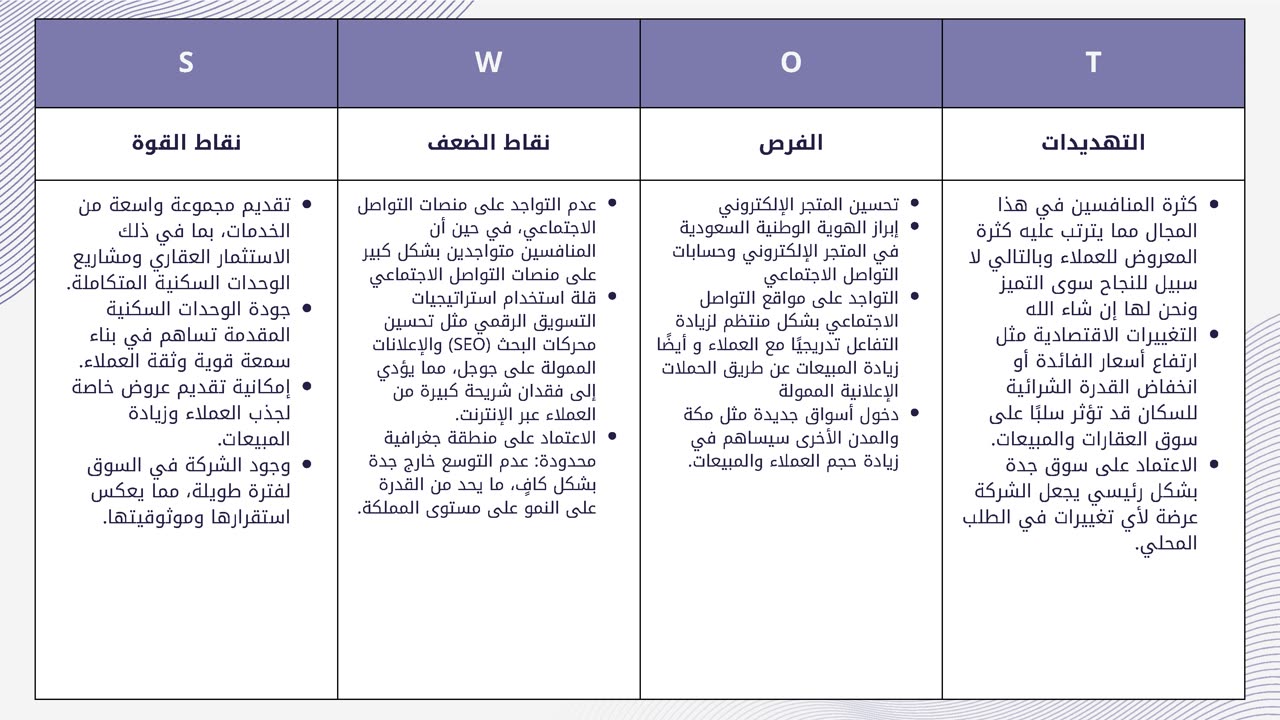 S
W
O
T
نقاط القوة
نقاط الضعف
الفرص
التهديدات
• تقديم مجموعة واسعة من
الخدمات، بما في ذلك
الاستثمار العقاري ومشاريع
الوحدات السكنية المتكاملة.
• جودة الوحدات السكنية
المقدمة تساهم في بناء
سمعة قوية وثقة العملاء.
• إمكانية تقديم عروض خاصة
لجذب العملاء وزيادة
المبيعات.
• وجود الشركة في السوق
لفترة طويلة، مما يعكس
استقرارها وموثوقيتها.
• عدم التواجد على منصات التواصل
الاجتماعي، في حين أن
المنافسين متواجدين بشكل كبير
على منصات التواصل الاجتماعي
• قلة استخدام استراتيجيات
التسويق الرقمي مثل تحسين
محركات البحث (SEO) والإعلانات
الممولة على جوجل، مما يؤدي
إلى فقدان شريحة كبيرة من
العملاء عبر الإنترنت.
• الاعتماد على منطقة جغرافية
محدودة: عدم التوسع خارج جدة
بشكل كافٍ، ما يحد من القدرة
على النمو على مستوى المملكة.
• تحسين المتجر الإلكتروني
• إبراز الهوية الوطنية السعودية
في المتجر الإلكتروني وحسابات
التواصل الاجتماعي
• التواجد على مواقع التواصل
الاجتماعي بشكل منتظم لزيادة
التفاعل تدريجيًا مع العملاء و أيضًا
زيادة المبيعات عن طريق الحملات
الإعلانية الممولة
• دخول أسواق جديدة مثل مكة
والمدن الأخرى سيساهم في
زيادة حجم العملاء والمبيعات.
• كثرة المنافسين في هذا
المجال مما يترتب عليه كثرة
المعروض للعملاء وبالتالي لا
سبيل للنجاح سوى التميز
ونحن لها إن شاء الله
• التغييرات الاقتصادية مثل
ارتفاع أسعار الفائدة أو
انخفاض القدرة الشرائية
للسكان قد تؤثر سلبًا على
سوق العقارات والمبيعات.
• الاعتماد على سوق جدة
بشكل رئيسي يجعل الشركة
عرضة لأي تغييرات في الطلب
المحلي.